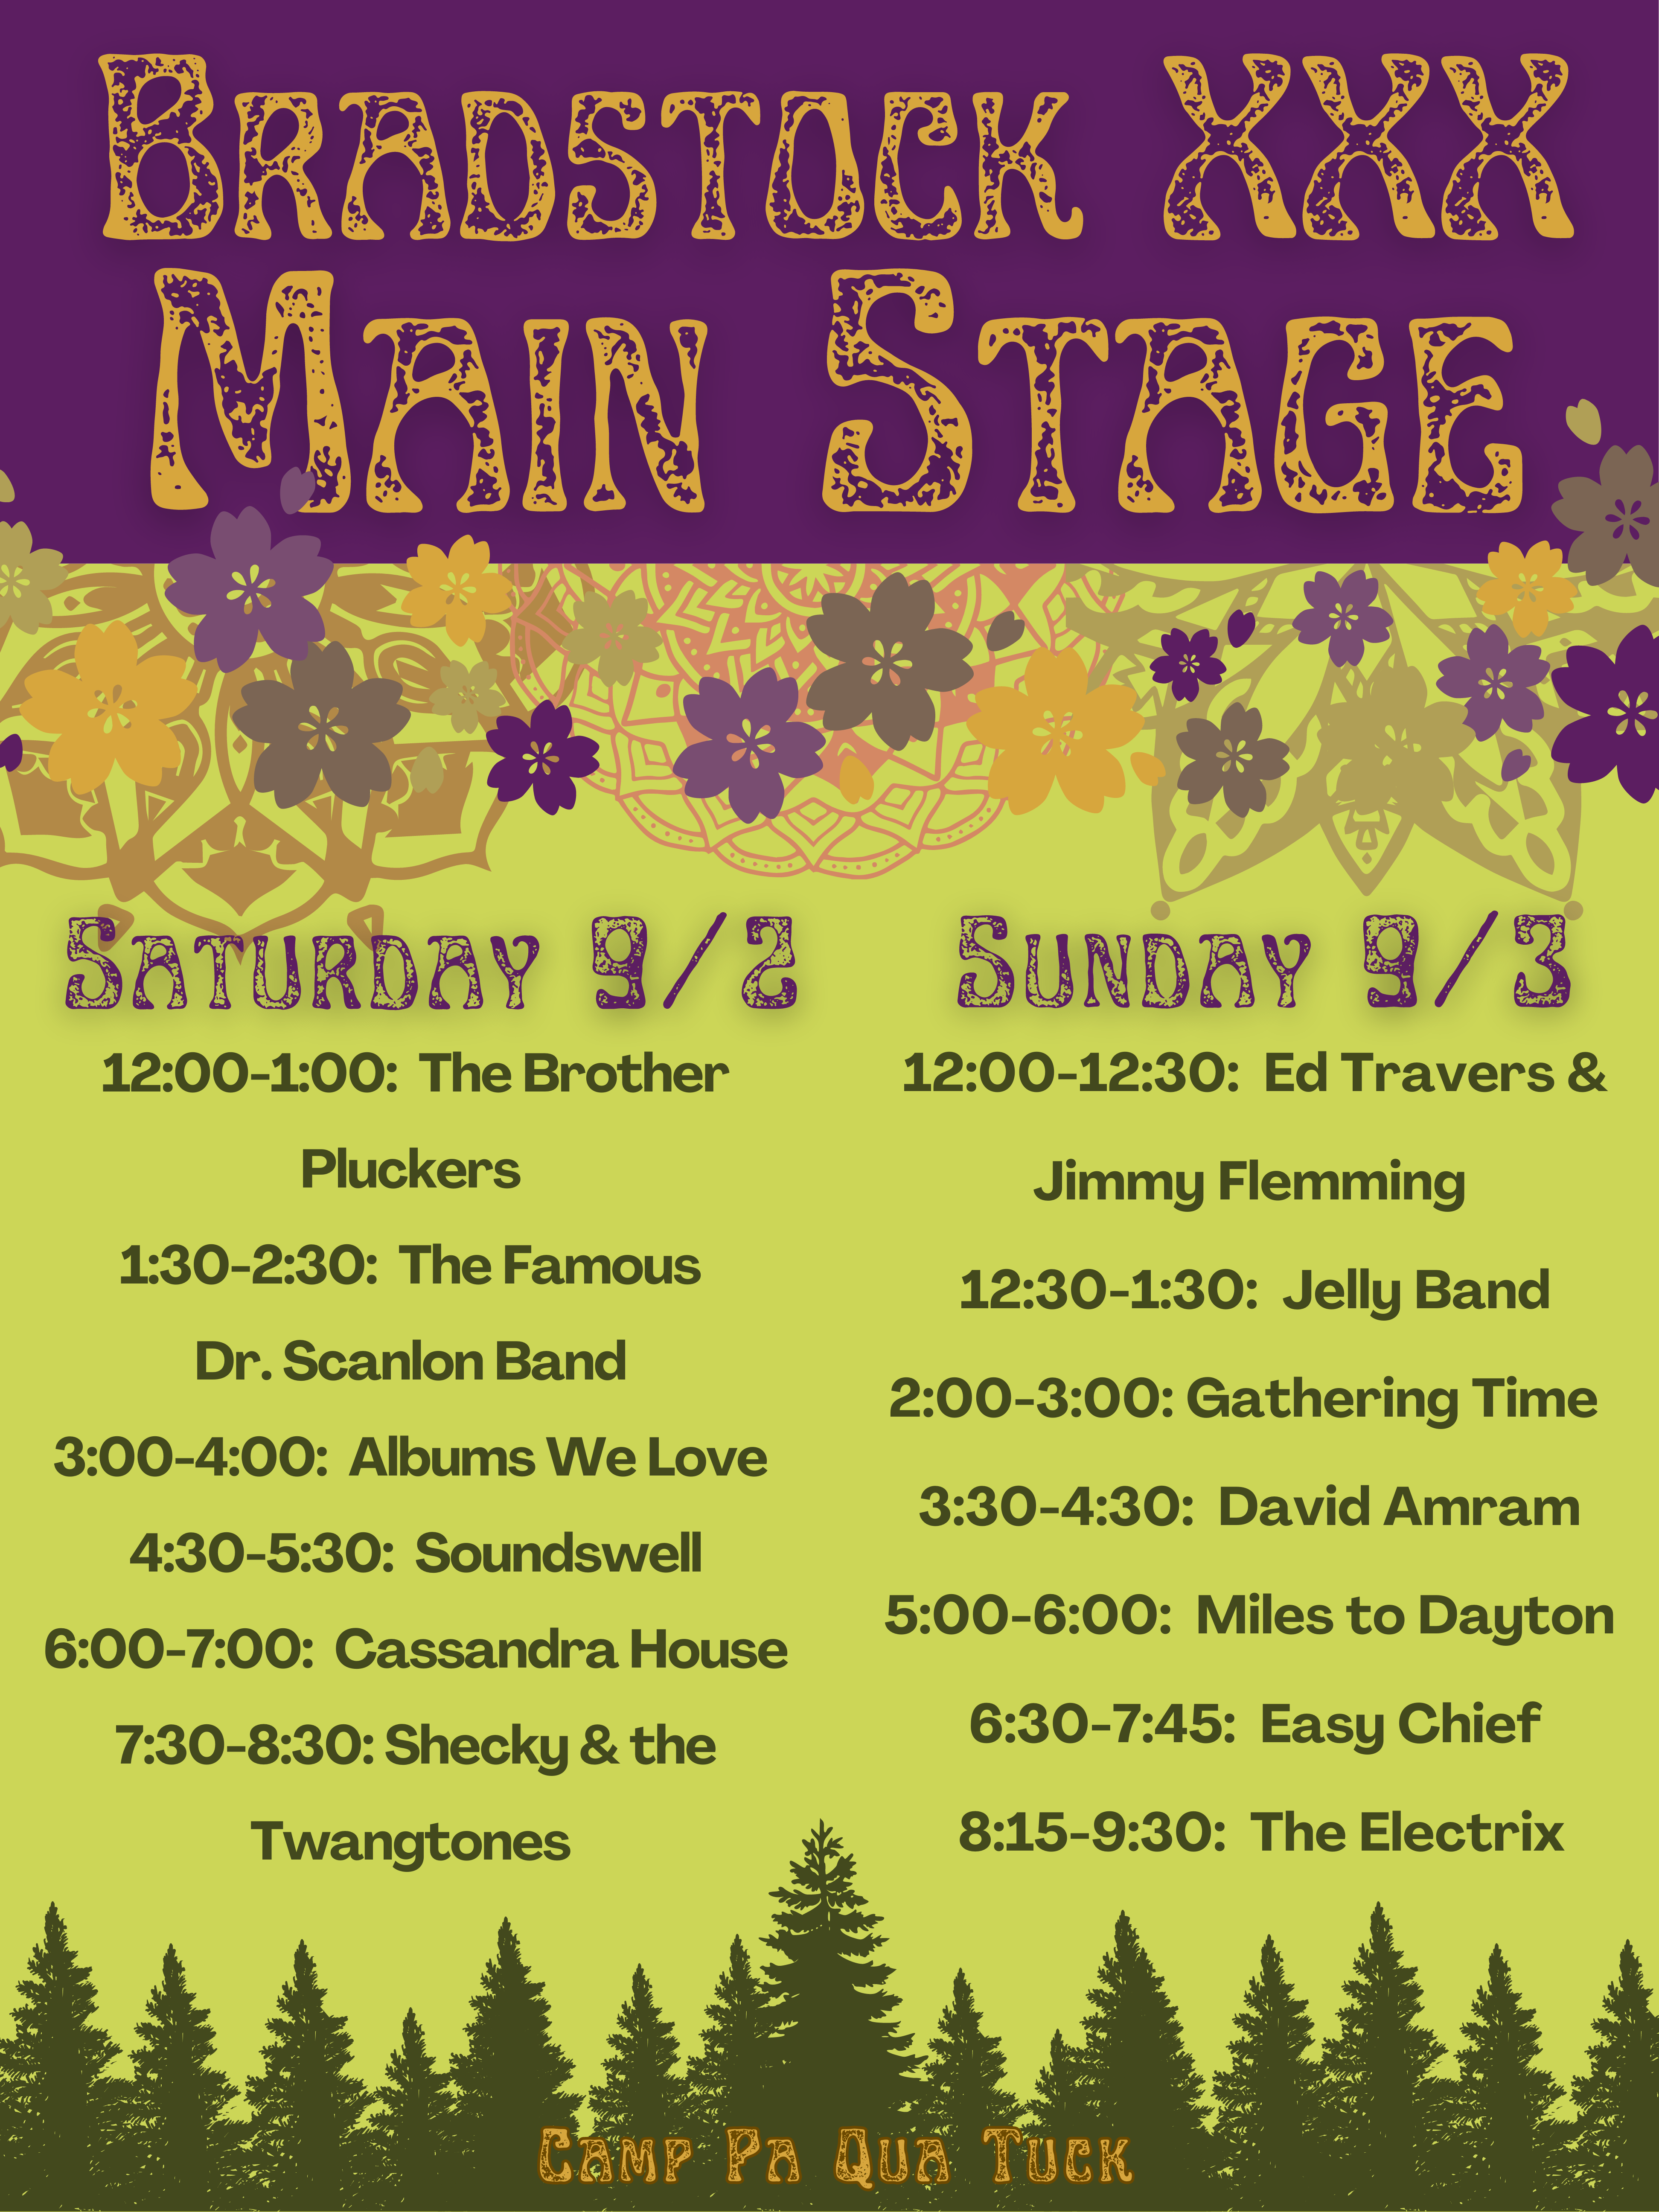 Bradstock XXX
Main Stage
Saturday 9/2
12:00-1:00: The Brother
Pluckers
1:30-2:30: The Famous
Dr. Scanlon Band
3:00-4:00: Albums We Love
4:30-5:30: Soundswell
6:00-7:00: Cassandra House
7:30-8:30: Shecky & the
Twangtones
Sunday 9/3
12:00-12:30: Ed Travers &
Jimmy Flemming
12:30-1:30: Jelly Band
2:00-3:00: Gathering Time
3:30-4:30: David Amram
5:00-6:00: Miles to Dayton
6:30-7:45: Easy Chief
8:15-9:30: The Electrix
Camp Pa Qua Tuck